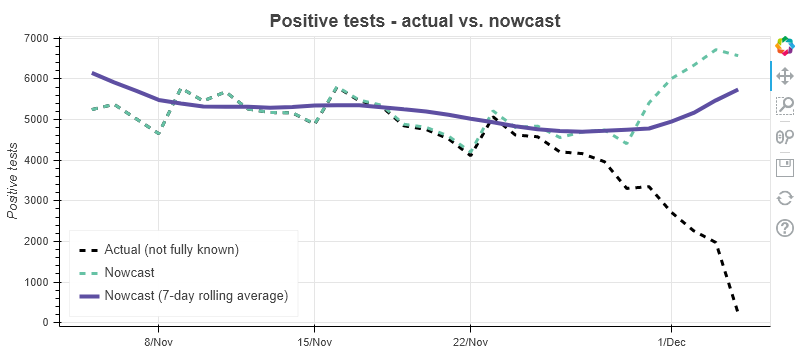 Positive tests - actual vs. nowcast
7000
6000
5000
4000
3000
2000
1000
0
Positive tests
Actual (not fully known)
Nowcast
Nowcast (7-day rolling average)
8/Nov
15/Nov
22/Nov
1/Dec